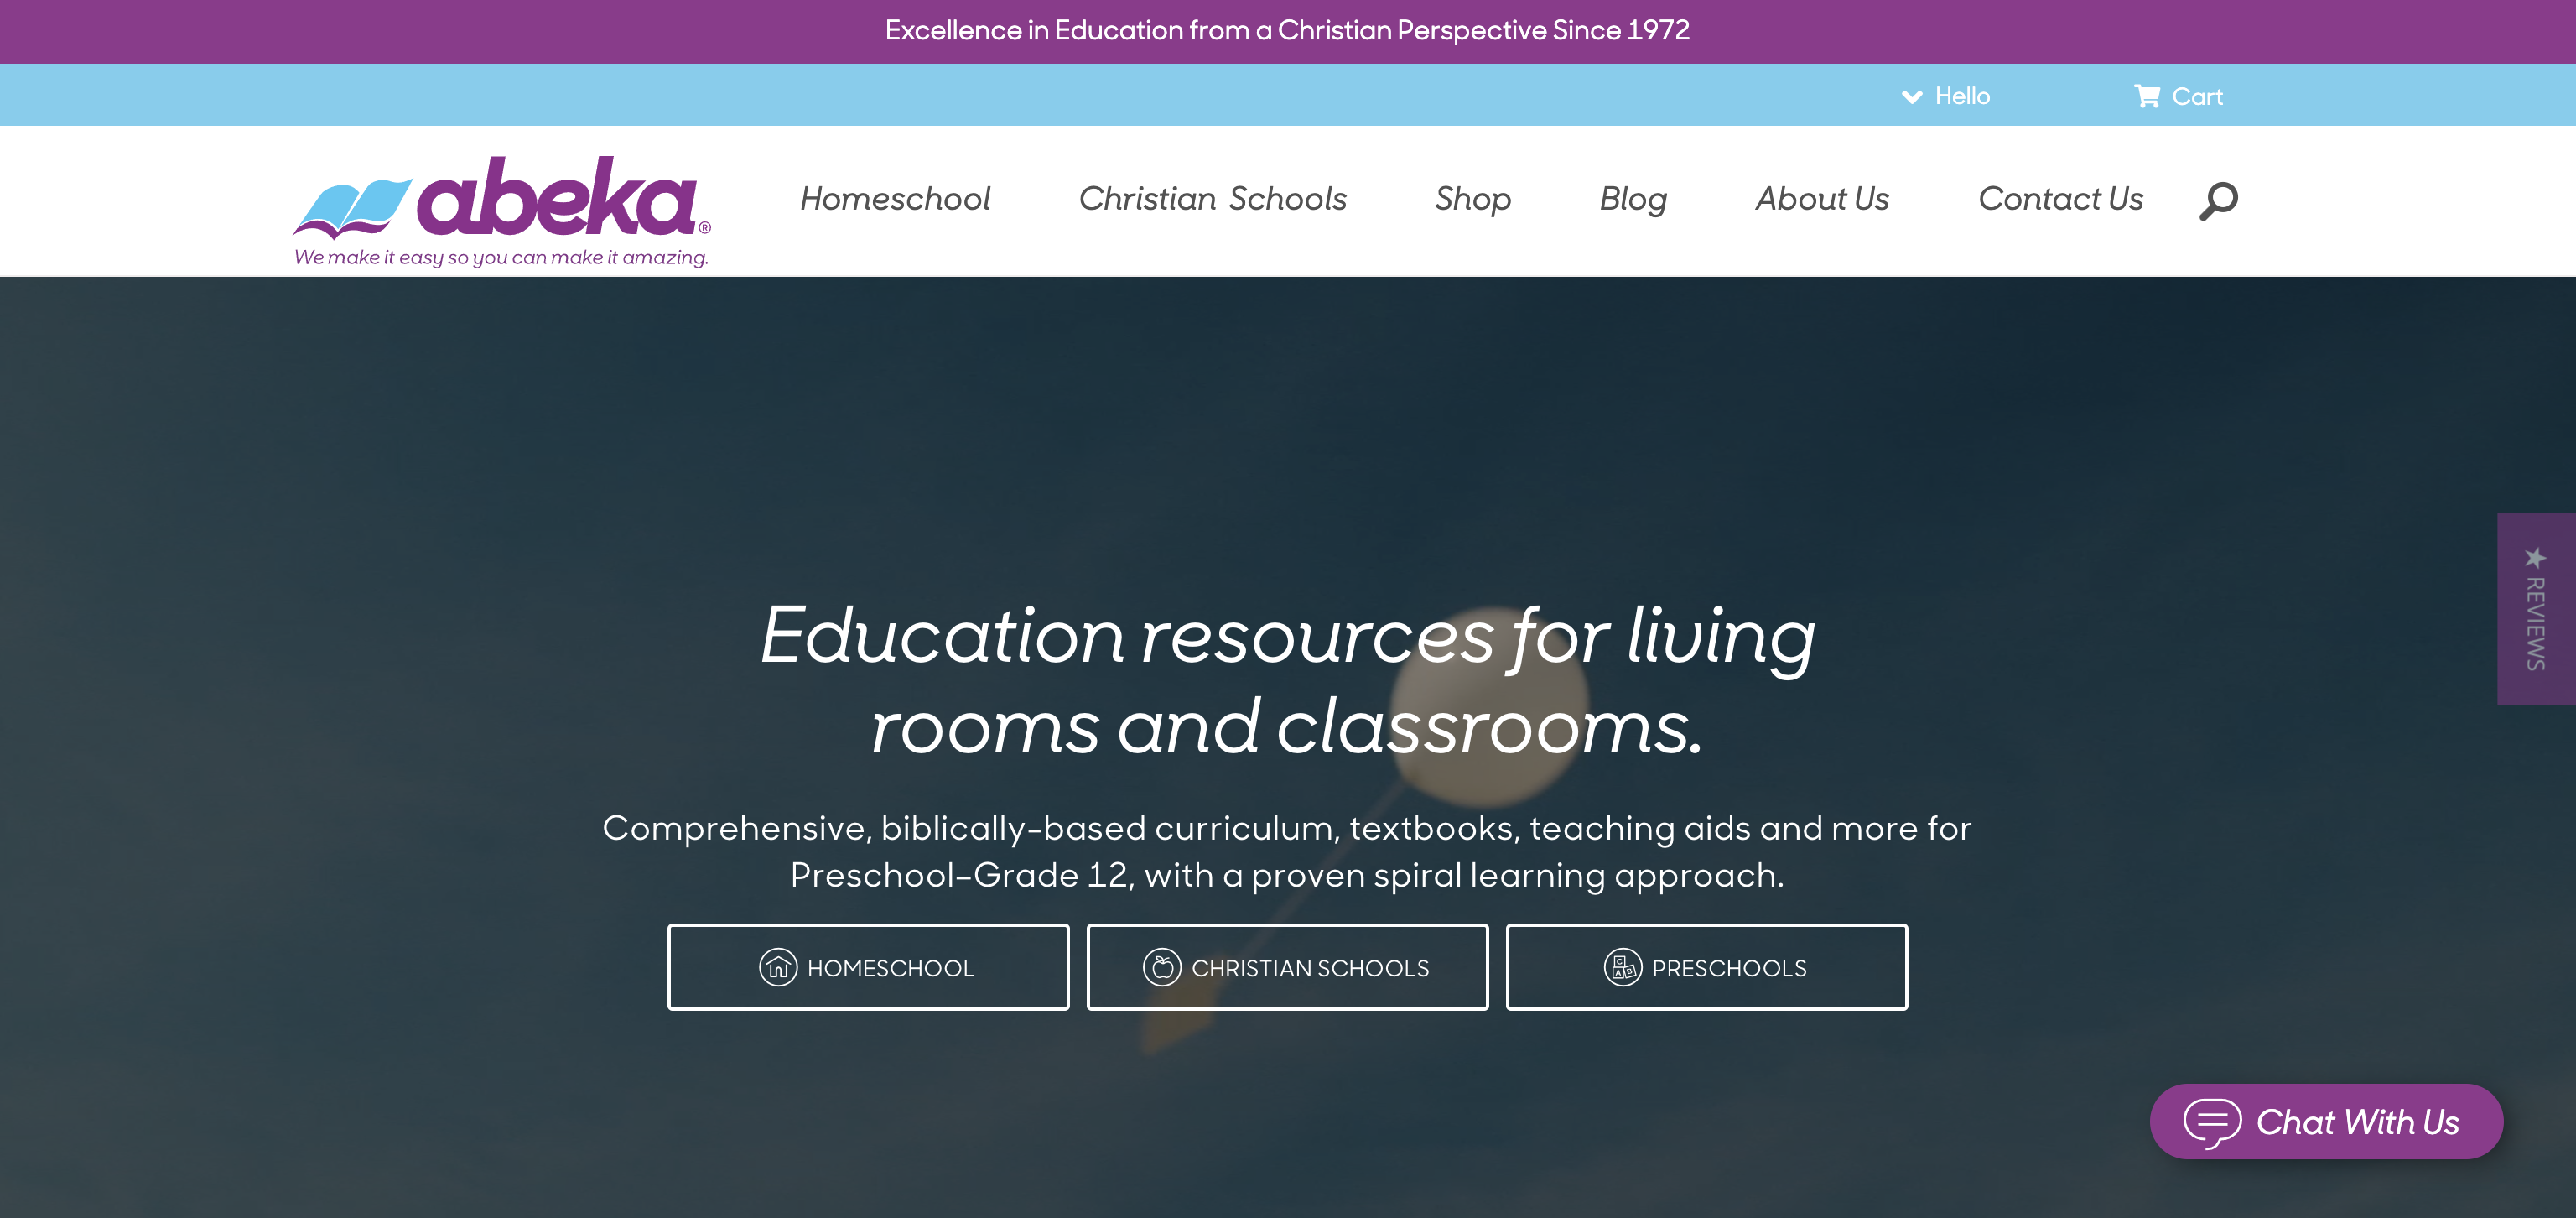 Excellence in Education from a Christian Perspective Since 1972
Hello
Cart
abeka®
We make it easy so you can make it amazing.
Homeschool
Christian Schools
Shop
Blog
About Us
Contact Us
★ REVIEWS
Education resources for living
rooms and classrooms.
Comprehensive, biblically-based curriculum, textbooks, teaching aids and more for
Preschool–Grade 12, with a proven spiral learning approach.
HOMESCHOOL
CHRISTIAN SCHOOLS
C
A B
PRESCHOOLS
Chat With Us